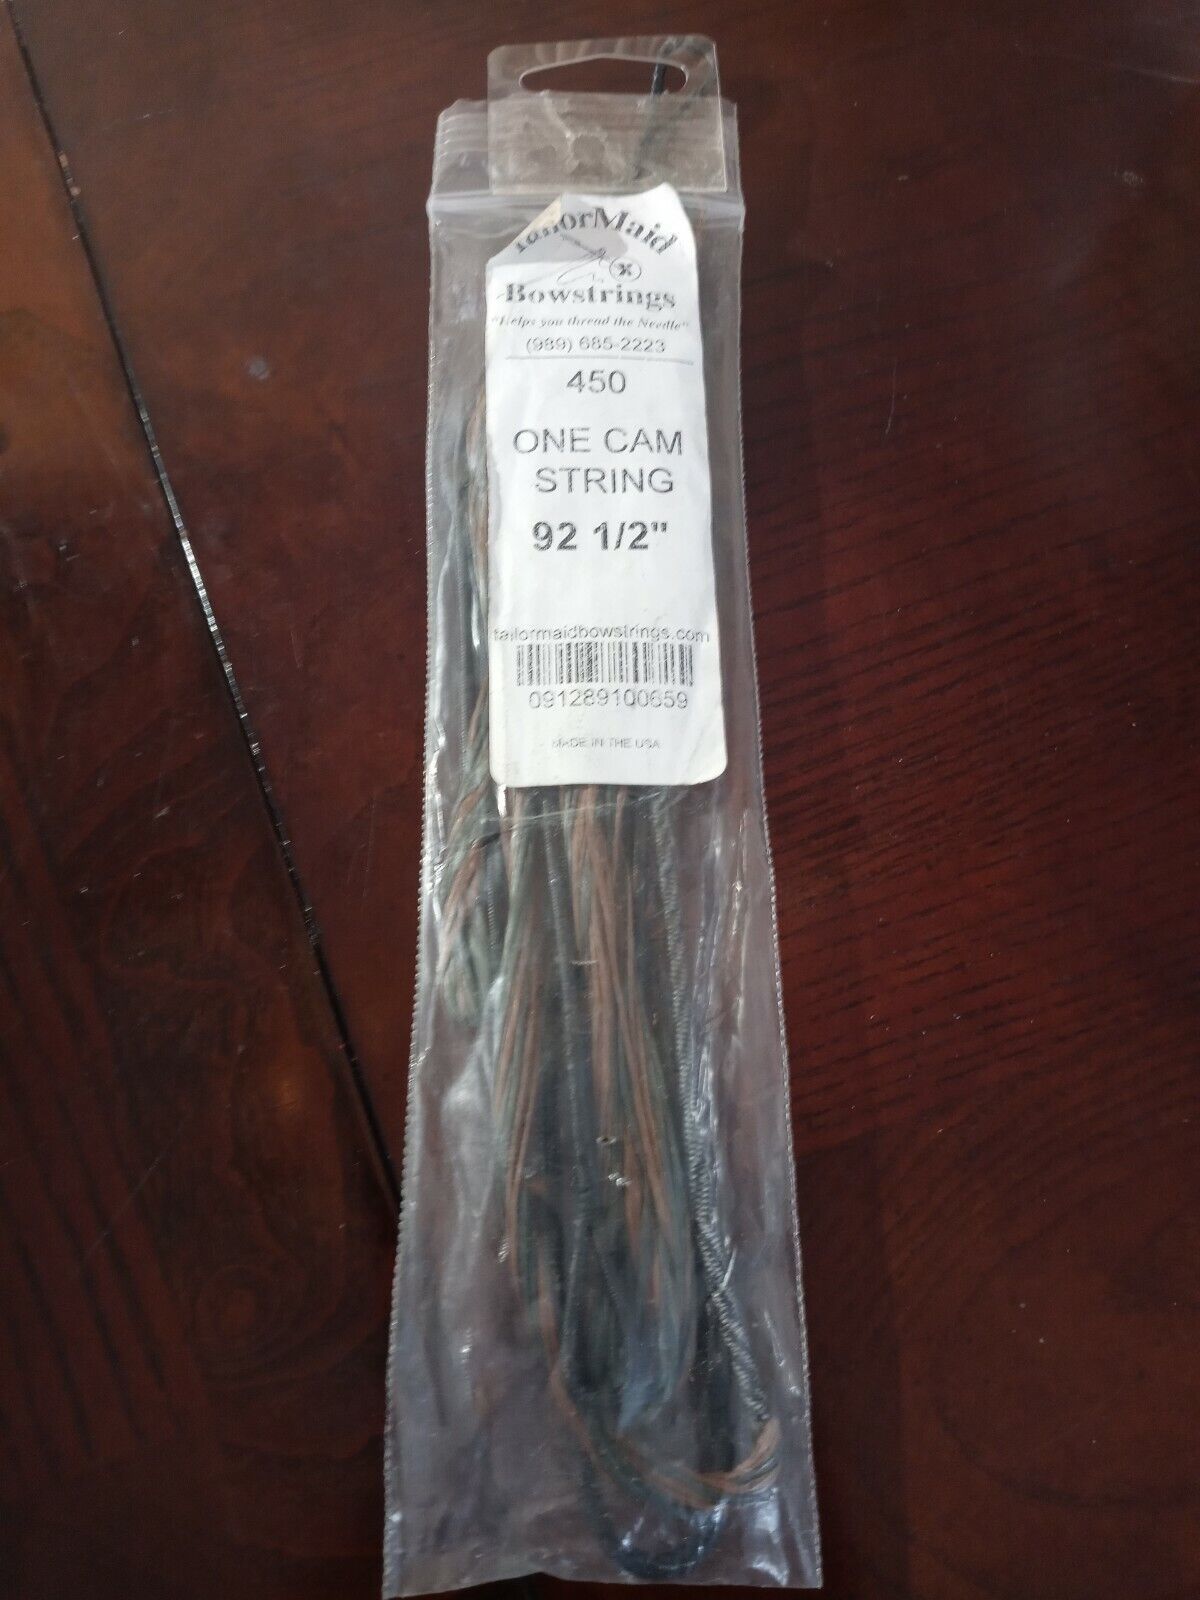 TailorMaid
X
Bowstrings
"Helps you thread the Needle"
(989) 685-2223
450
ONE CAM
STRING
92 1/2"
tailormaidbowstrings.com
091289100659
MADE IN THE USA